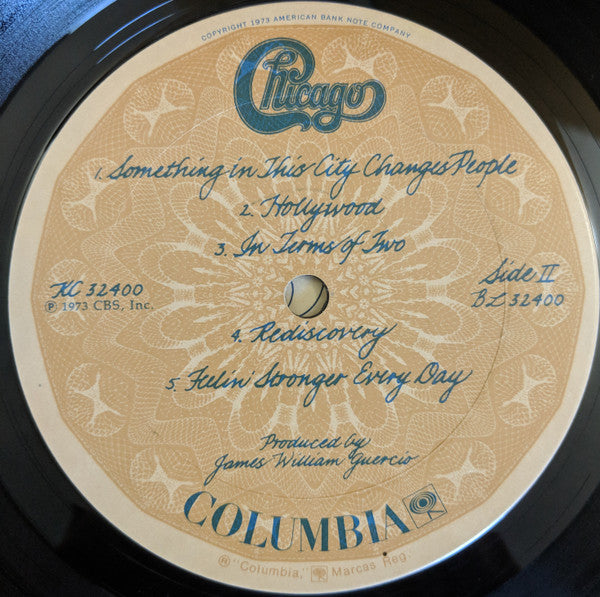 COPYRIGHT 1973 AMERICAN BANK NOTE COMPANY
Chicago
1. Something in This City Changes People
2. Hollywood
3. In Terms of Two
KC 32400
℗ 1973 CBS, Inc.
Side II
BL 32400
4. Rediscovery
5. Feelin' Stronger Every Day
Produced by
James William Guercio
COLUMBIA
® "Columbia," Marcas Reg.